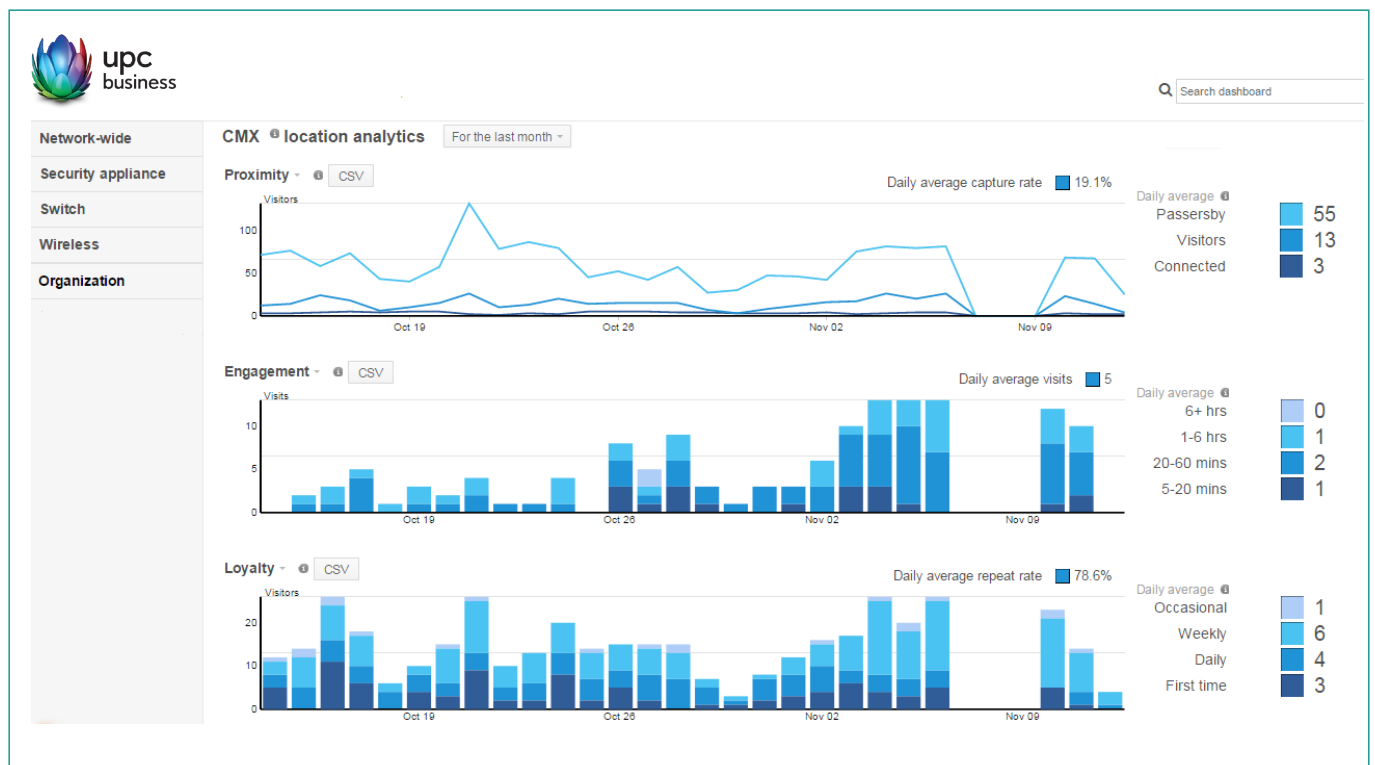 upc
business
Search dashboard
Network-wide
Security appliance
Switch
Wireless
Organization
CMX location analytics For the last month
Proximity CSV
Daily average capture rate 19.1%
Visitors
100
50
0
Oct 19 Oct 26 Nov 02 Nov 09
Daily average
Passersby 55
Visitors 13
Connected 3
Engagement CSV
Daily average visits 5
Visits
10
5
0
Oct 19 Oct 26 Nov 02 Nov 09
Daily average
6+ hrs 0
1-6 hrs 1
20-60 mins 2
5-20 mins 1
Loyalty CSV
Daily average repeat rate 78.6%
Visitors
20
10
0
Oct 19 Oct 26 Nov 02 Nov 09
Daily average
Occasional 1
Weekly 6
Daily 4
First time 3